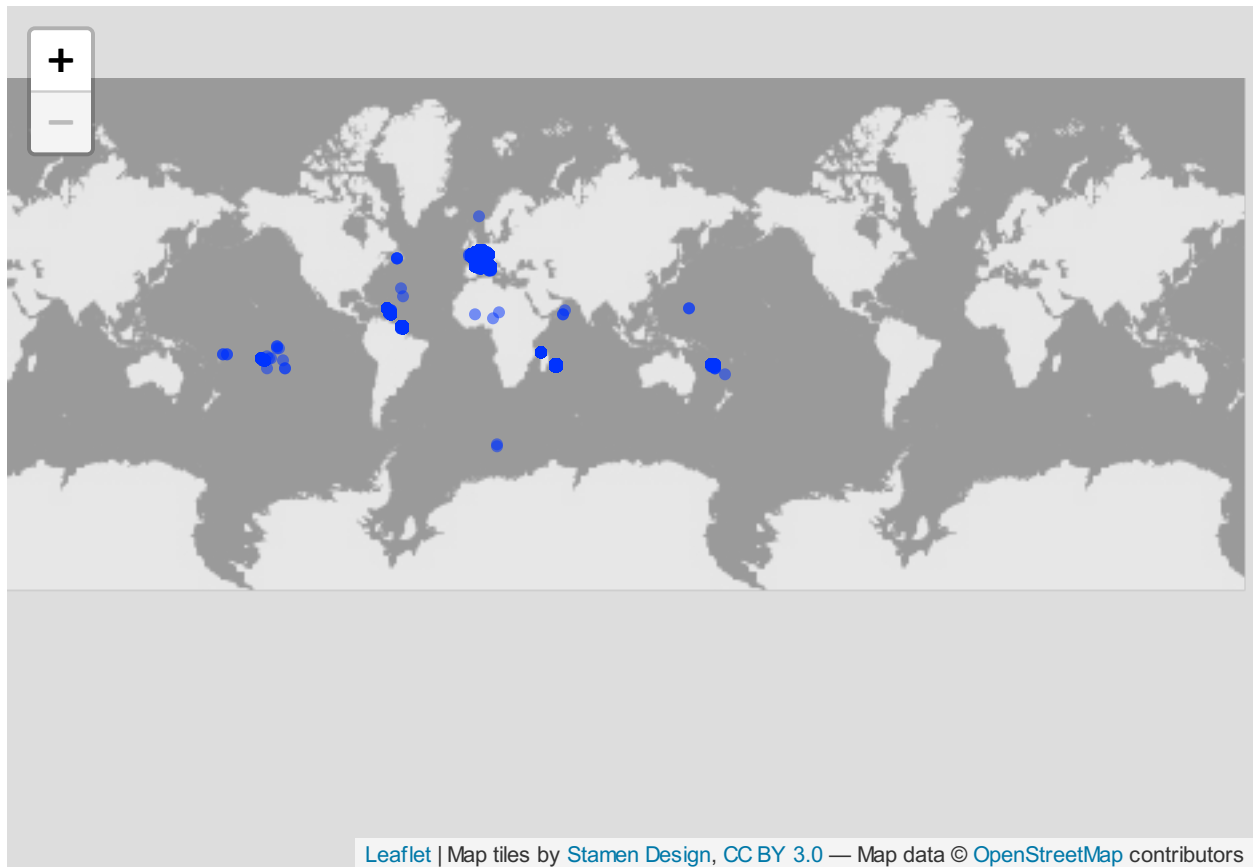 +
−
Leaflet | Map tiles by Stamen Design, CC BY 3.0 — Map data © OpenStreetMap contributors